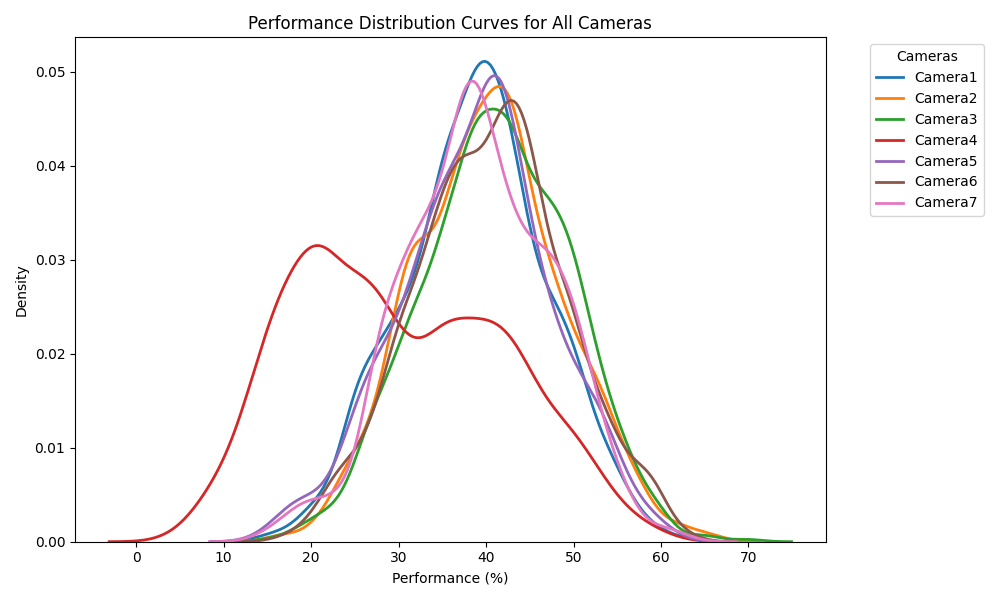 Performance Distribution Curves for All Cameras
Cameras
Camera1
Camera2
Camera3
Camera4
Camera5
Camera6
Camera7
Density
0.05
0.04
0.03
0.02
0.01
0.00
0 10 20 30 40 50 60 70
Performance (%)